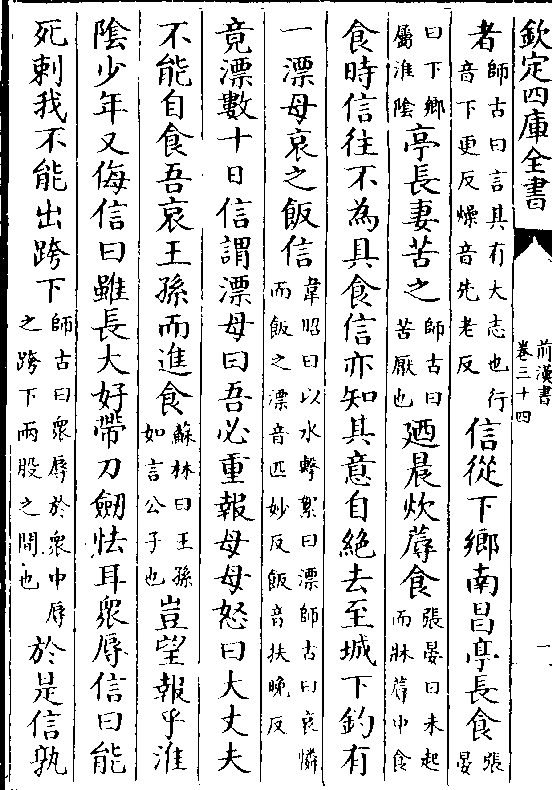 欽定四庫全書
前漢書
卷三十四
一
者師古曰言其有大志也行音下更反燥音先老反信從下鄉南昌亭長食張晏
曰下鄉屬淮陰亭長妻苦之師古曰苦厭也廼晨炊蓐食張晏曰未起而牀蓐中食
食時信往不為具食信亦知其意自絕去至城下釣有
一漂母哀之飯信韋昭曰以水擊絮曰漂師古曰哀憐而飯之漂音匹妙反飯音扶晚反
竟漂數十日信謂漂母曰吾必重報母母怒曰大丈夫
不能自食吾哀王孫而進食蘇林曰王孫如言公子也豈望報乎淮
陰少年又侮信曰雖長大好帶刀劒怯耳衆辱信曰能
死刺我不能出跨下師古曰衆辱於衆中辱之跨下兩股之間也於是信孰